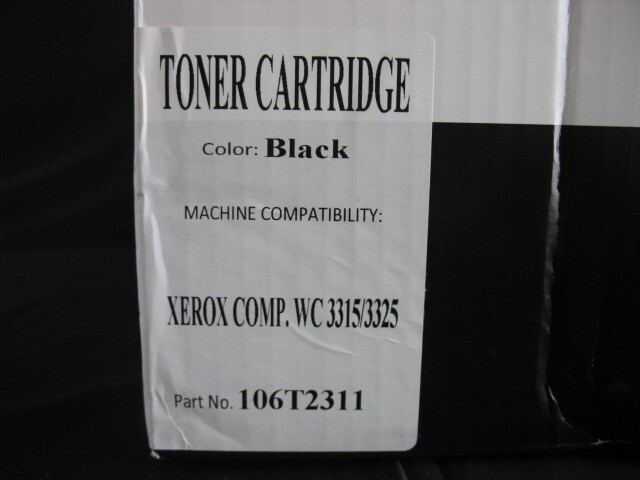 TONER CARTRIDGE
Color: Black
MACHINE COMPATIBILITY:
XEROX COMP. WC 3315/3325
Part No. 106T2311